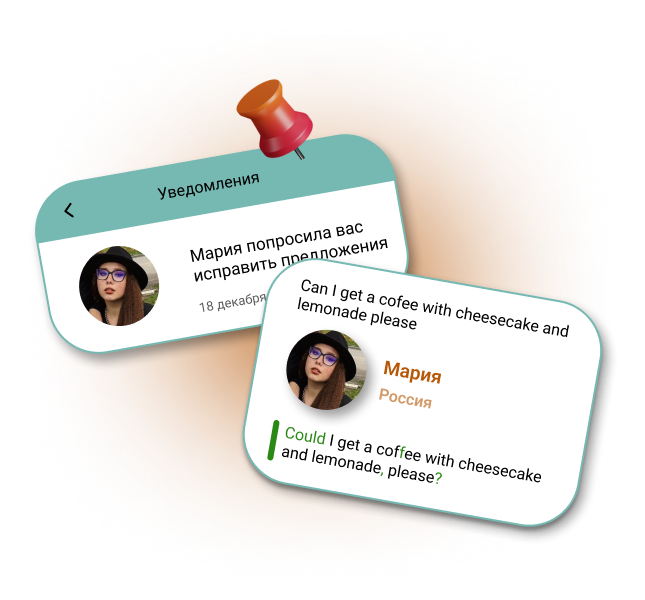 Уведомления
Мария попросила вас
исправить предложения
18 декабря
Can I get a cofee with cheesecake and
lemonade please
Мария
Россия
Could I get a coffee with cheesecake
and lemonade, please?